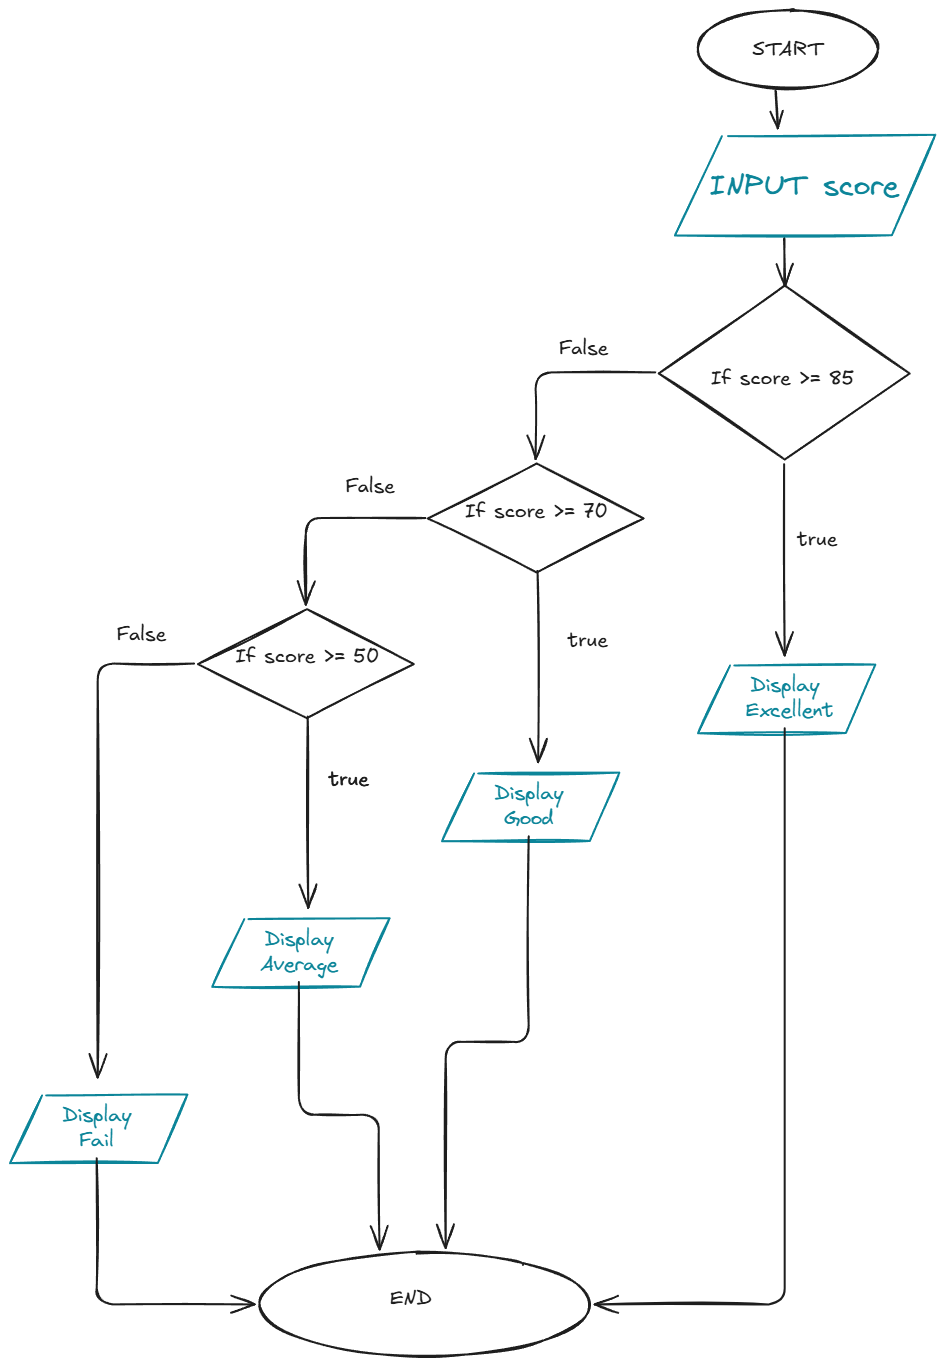 START
INPUT score
If score >= 85
False
true
If score >= 70
False
true
If score >= 50
False
true
Display
Excellent
Display
Good
Display
Average
Display
Fail
END